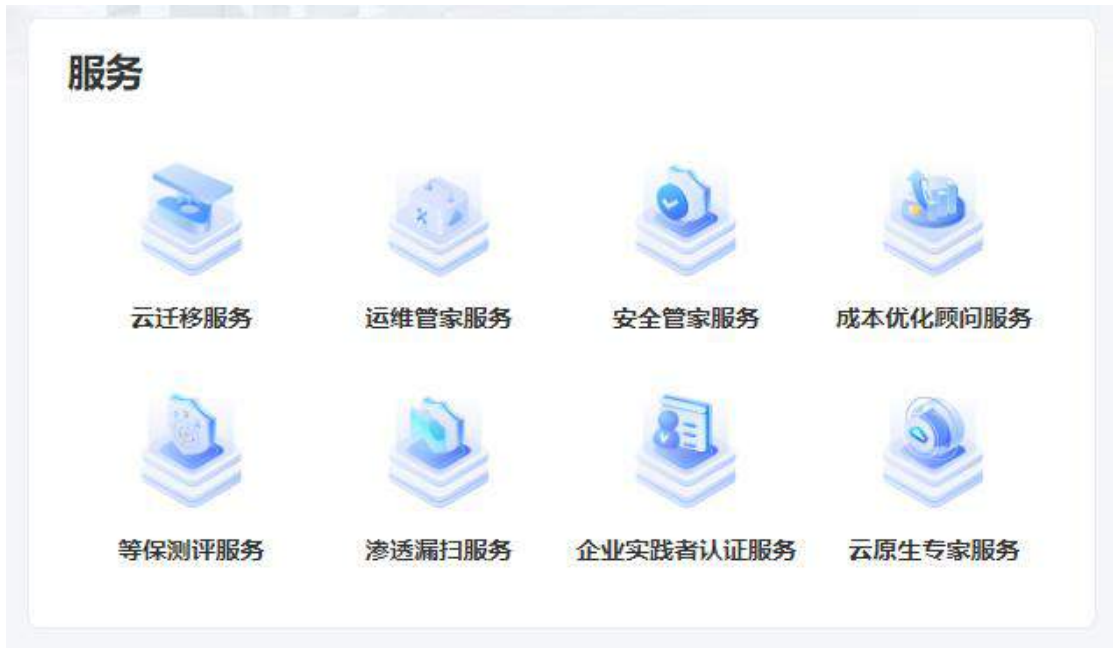 服务
云迁移服务
运维管家服务
安全管家服务
成本优化顾问服务
等保测评服务
渗透漏扫服务
企业实践者认证服务
云原生专家服务